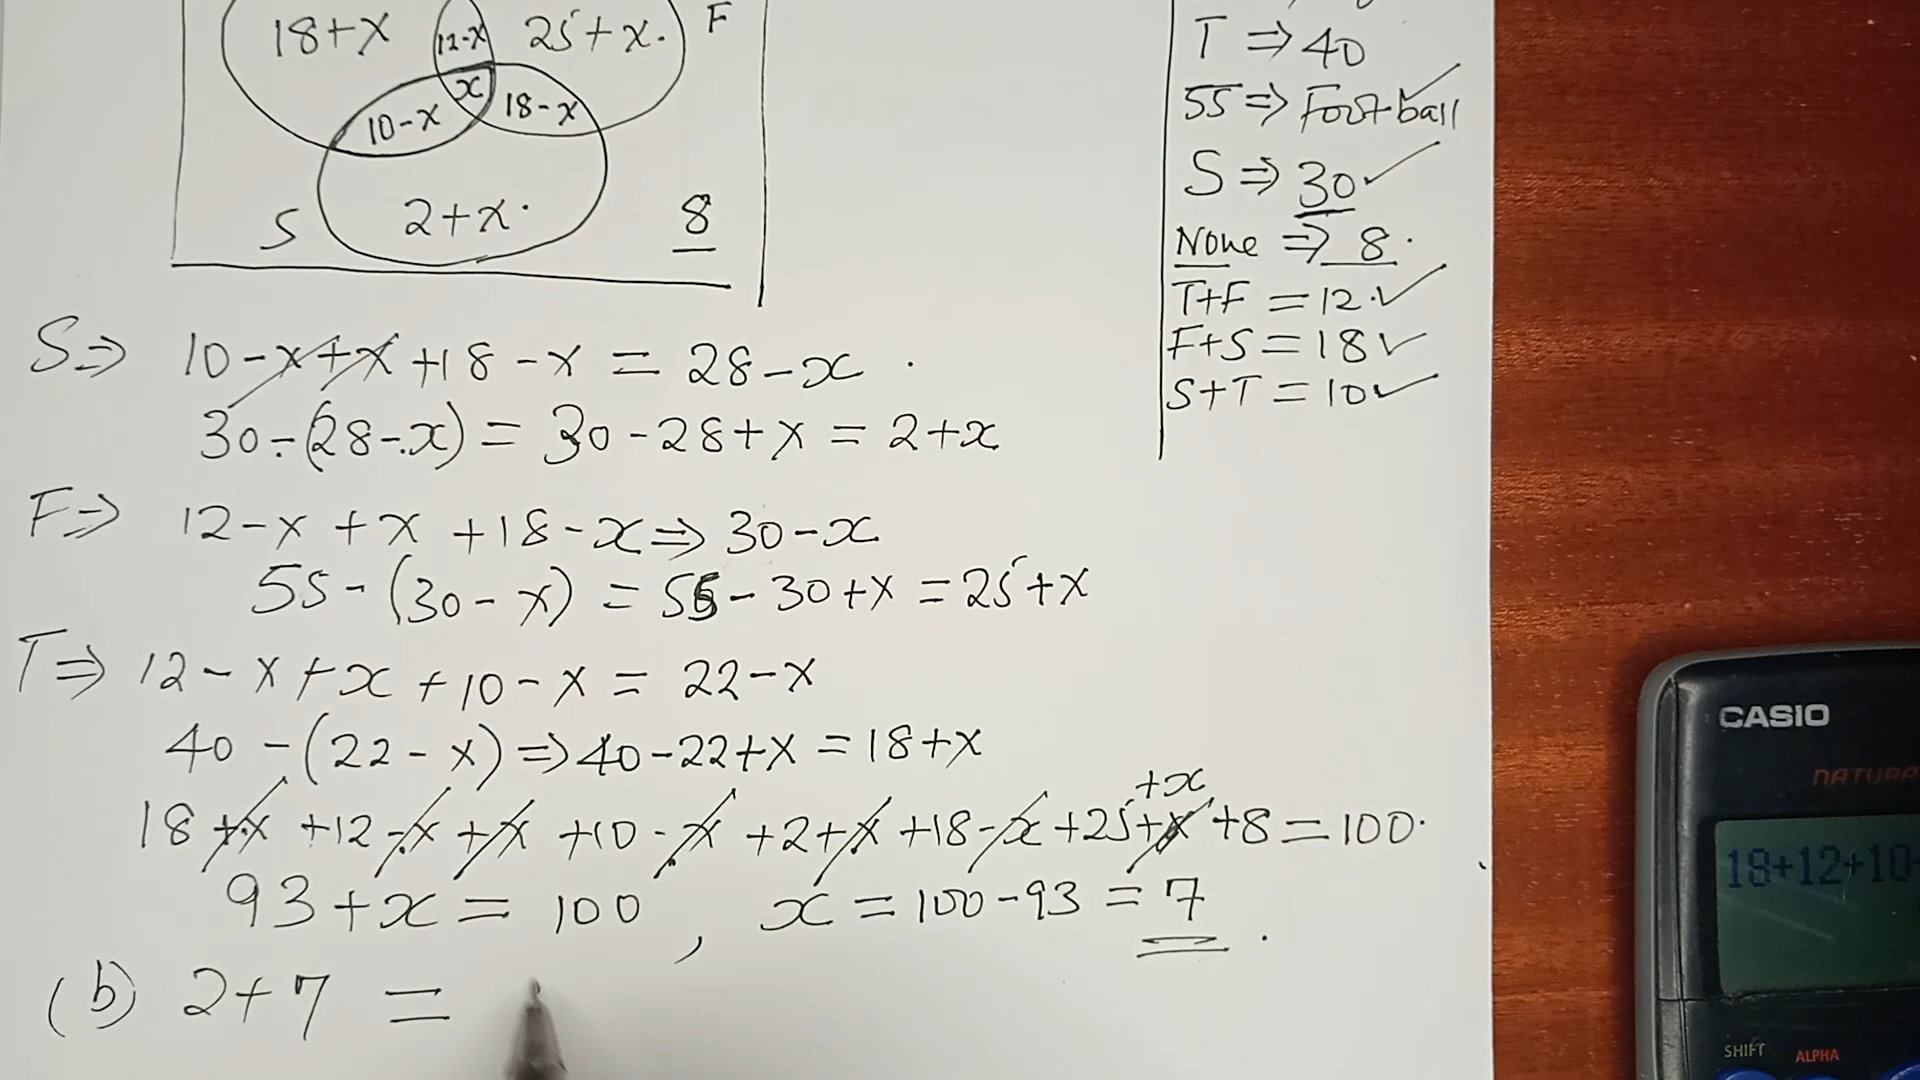 18+x 12-x 25+x. F
x
10-x 18-x
S 2+x. 8
T ⇒ 40
55 ⇒ Football
S ⇒ 30
None ⇒ 8.
T+F = 12.
F+S = 18
S+T = 10
S⇒ 10-x+x+18-x = 28-x.
30-(28-x) = 30-28+x = 2+x
F⇒ 12-x+x+18-x ⇒ 30-x
55-(30-x) = 55-30+x = 25+x
T⇒ 12-x+x+10-x = 22-x
40-(22-x) ⇒ 40-22+x = 18+x
+x
18+x+12-x+x+10-x+2+x+18-x+25+x+8 = 100.
93+x = 100, x = 100-93 = 7.
(b) 2+7 =
CASIO
NATURA
18+12+10
SHIFT ALPHA